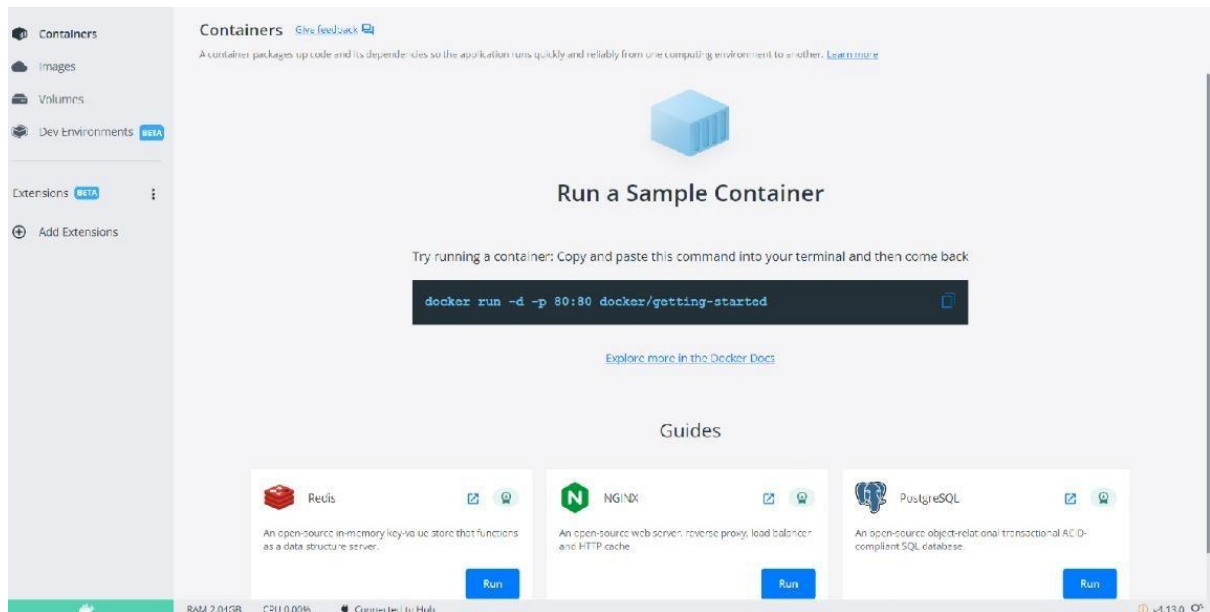 Containers
Images
Volumes
Dev Environments BETA
Extensions BETA
Add Extensions
Containers Give feedback
A container packages up code and its dependencies so the application runs quickly and reliably from one computing environment to another. Learn more
Run a Sample Container
Try running a container: Copy and paste this command into your terminal and then come back
docker run -d -p 80:80 docker/getting-started
Explore more in the Docker Docs
Guides
Redis
An open-source in-memory key-value store that functions
as a data structure server.
Run
NGINX
An open-source web server, reverse proxy, load balancer
and HTTP cache
Run
PostgreSQL
An open-source object-relational transactional ACID-
compliant SQL database
Run
RAM 2.01GB CPU 0.00% Connected to Hub
v4.13.0